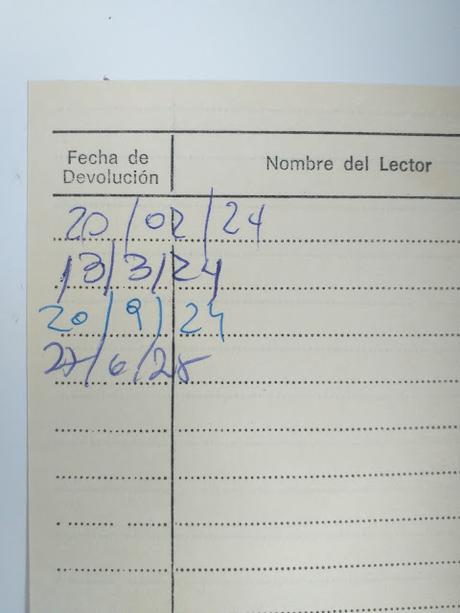 Fecha de Devolución
Nombre del Lector
20/02/24
13/3/24
20/9/24
27/6/25